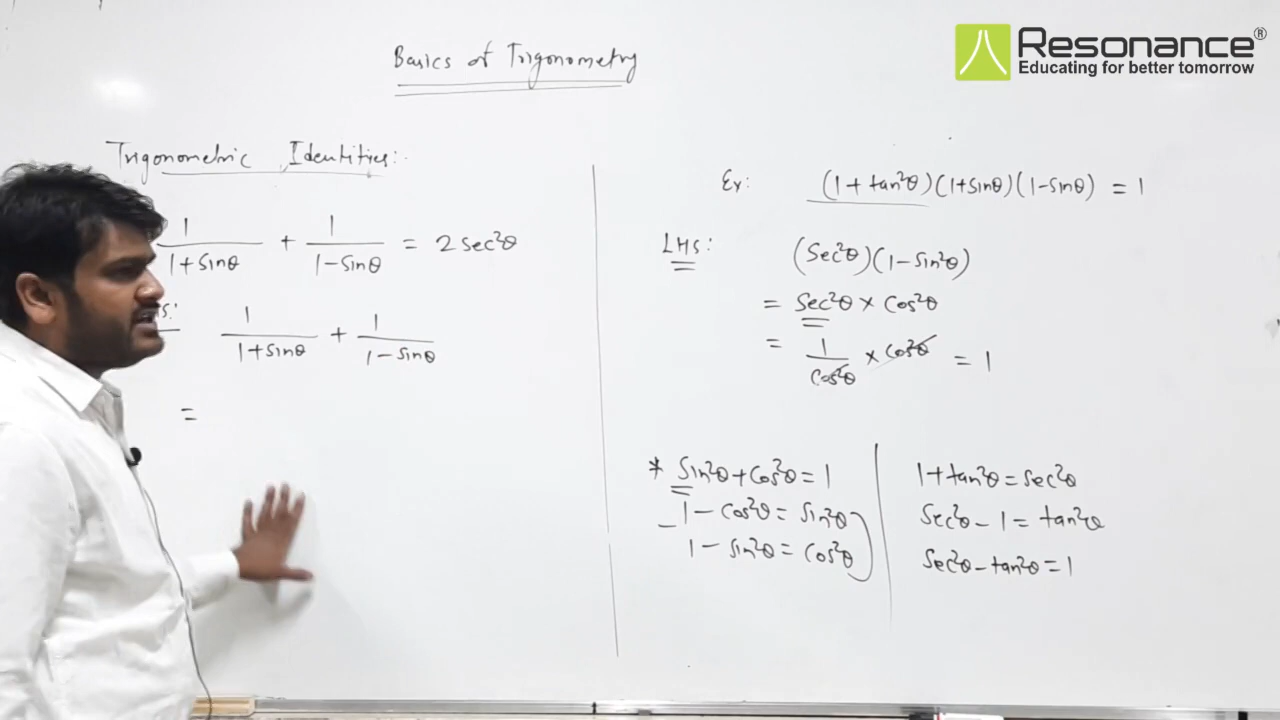 Resonance®
Educating for better tomorrow
Basics of Trigonometry
Trigonometric Identities:
1/(1+sinθ) + 1/(1-sinθ) = 2 sec²θ
S:
1/(1+sinθ) + 1/(1-sinθ)
=
Ex: (1+tan²θ)(1+sinθ)(1-sinθ) = 1
LHS: (Sec²θ)(1-sin²θ)
= Sec²θ × Cos²θ
= 1/cos²θ × cos²θ = 1
* Sin²θ+cos²θ=1
1-cos²θ = sin²θ
1-sin²θ = cos²θ
1+tan²θ=sec²θ
Sec²θ-1=tan²θ
Sec²θ-tan²θ=1